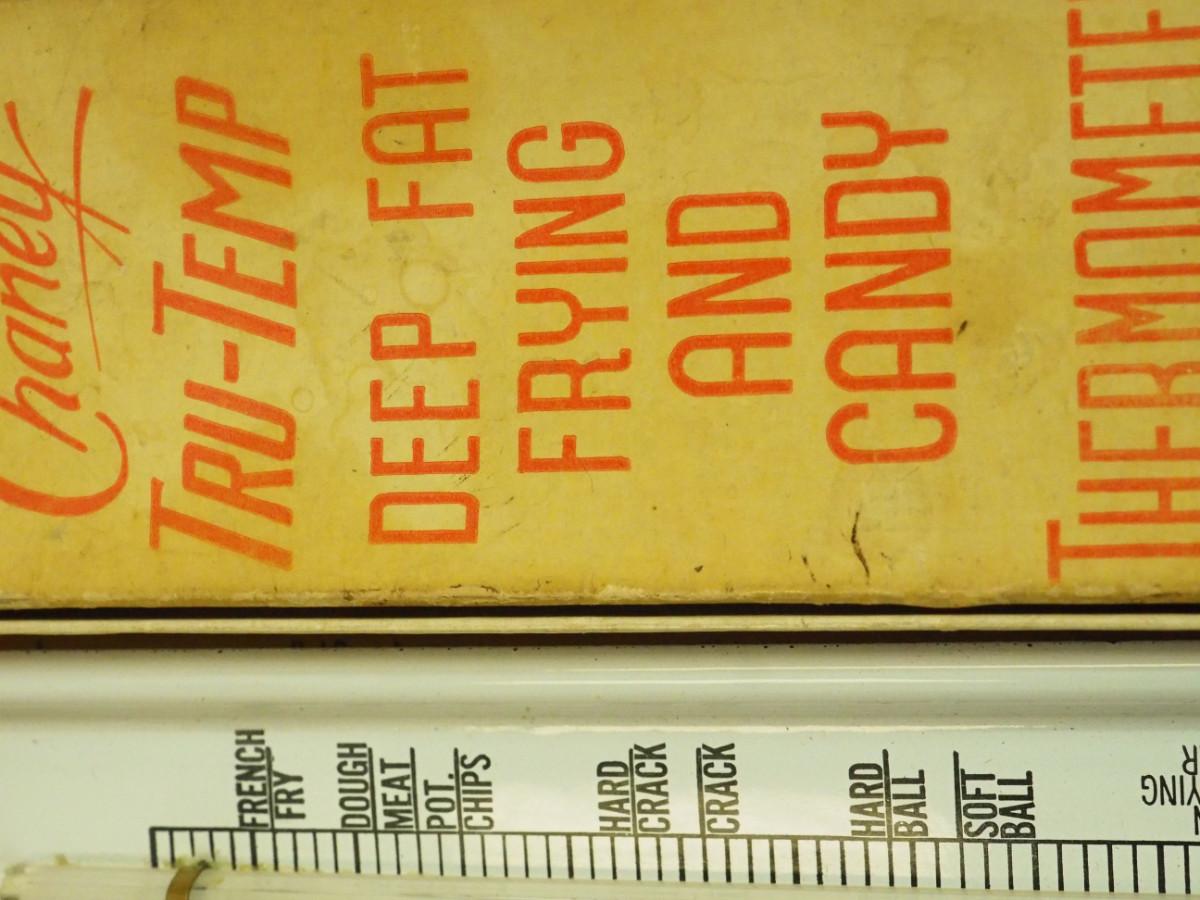 Chaney
TRU-TEMP
DEEP FAT
FRYING
AND
CANDY
THERMOMETE
FRENCH
FRY
DOUGH
MEAT
POT.
CHIPS
HARD
CRACK
CRACK
HARD
BALL
SOFT
BALL